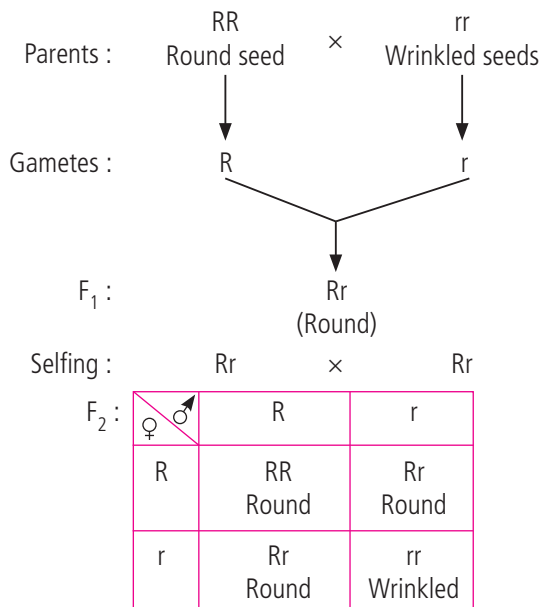 Parents : RR × rr
Round seed Wrinkled seeds
Gametes : R r
F₁ : Rr
(Round)
Selfing : Rr × Rr
F₂ : ♀ ♂ R r
R RR Rr
Round Round
r Rr rr
Round Wrinkled